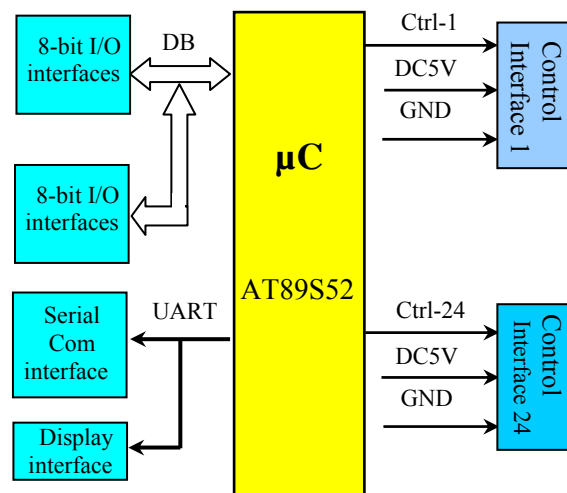 8-bit I/O
interfaces
DB
8-bit I/O
interfaces
UART
Serial
Com
interface
Display
interface
µC
AT89S52
Ctrl-1
DC5V
GND
Control
Interface 1
Ctrl-24
DC5V
GND
Control
Interface 24